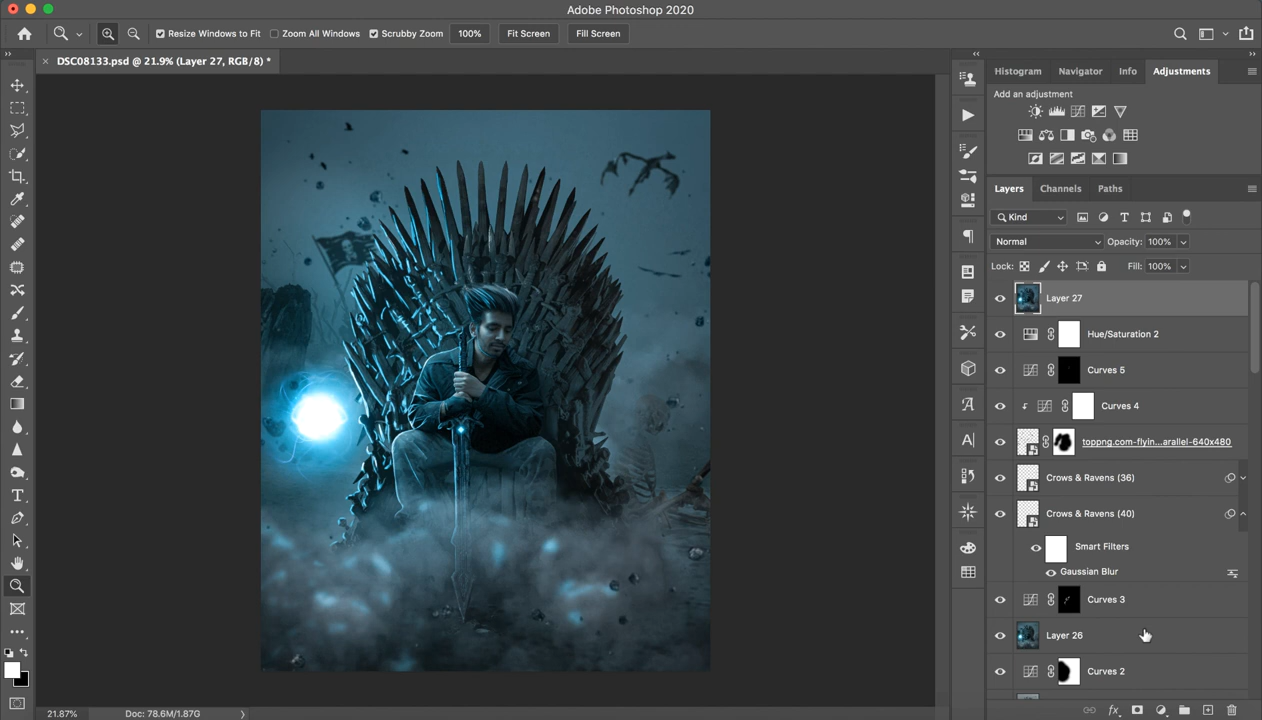 Adobe Photoshop 2020
Resize Windows to Fit Zoom All Windows Scrubby Zoom 100% Fit Screen Fill Screen
DSC08133.psd @ 21.9% (Layer 27, RGB/8) *
Histogram Navigator Info Adjustments
Add an adjustment
Layers Channels Paths
Kind
Normal Opacity: 100%
Lock: Fill: 100%
Layer 27
Hue/Saturation 2
Curves 5
Curves 4
toppng.com-flyin...arallel-640x480
Crows & Ravens (36)
Crows & Ravens (40)
Smart Filters
Gaussian Blur
Curves 3
Layer 26
Curves 2
21.87% Doc: 78.6M/1.87G